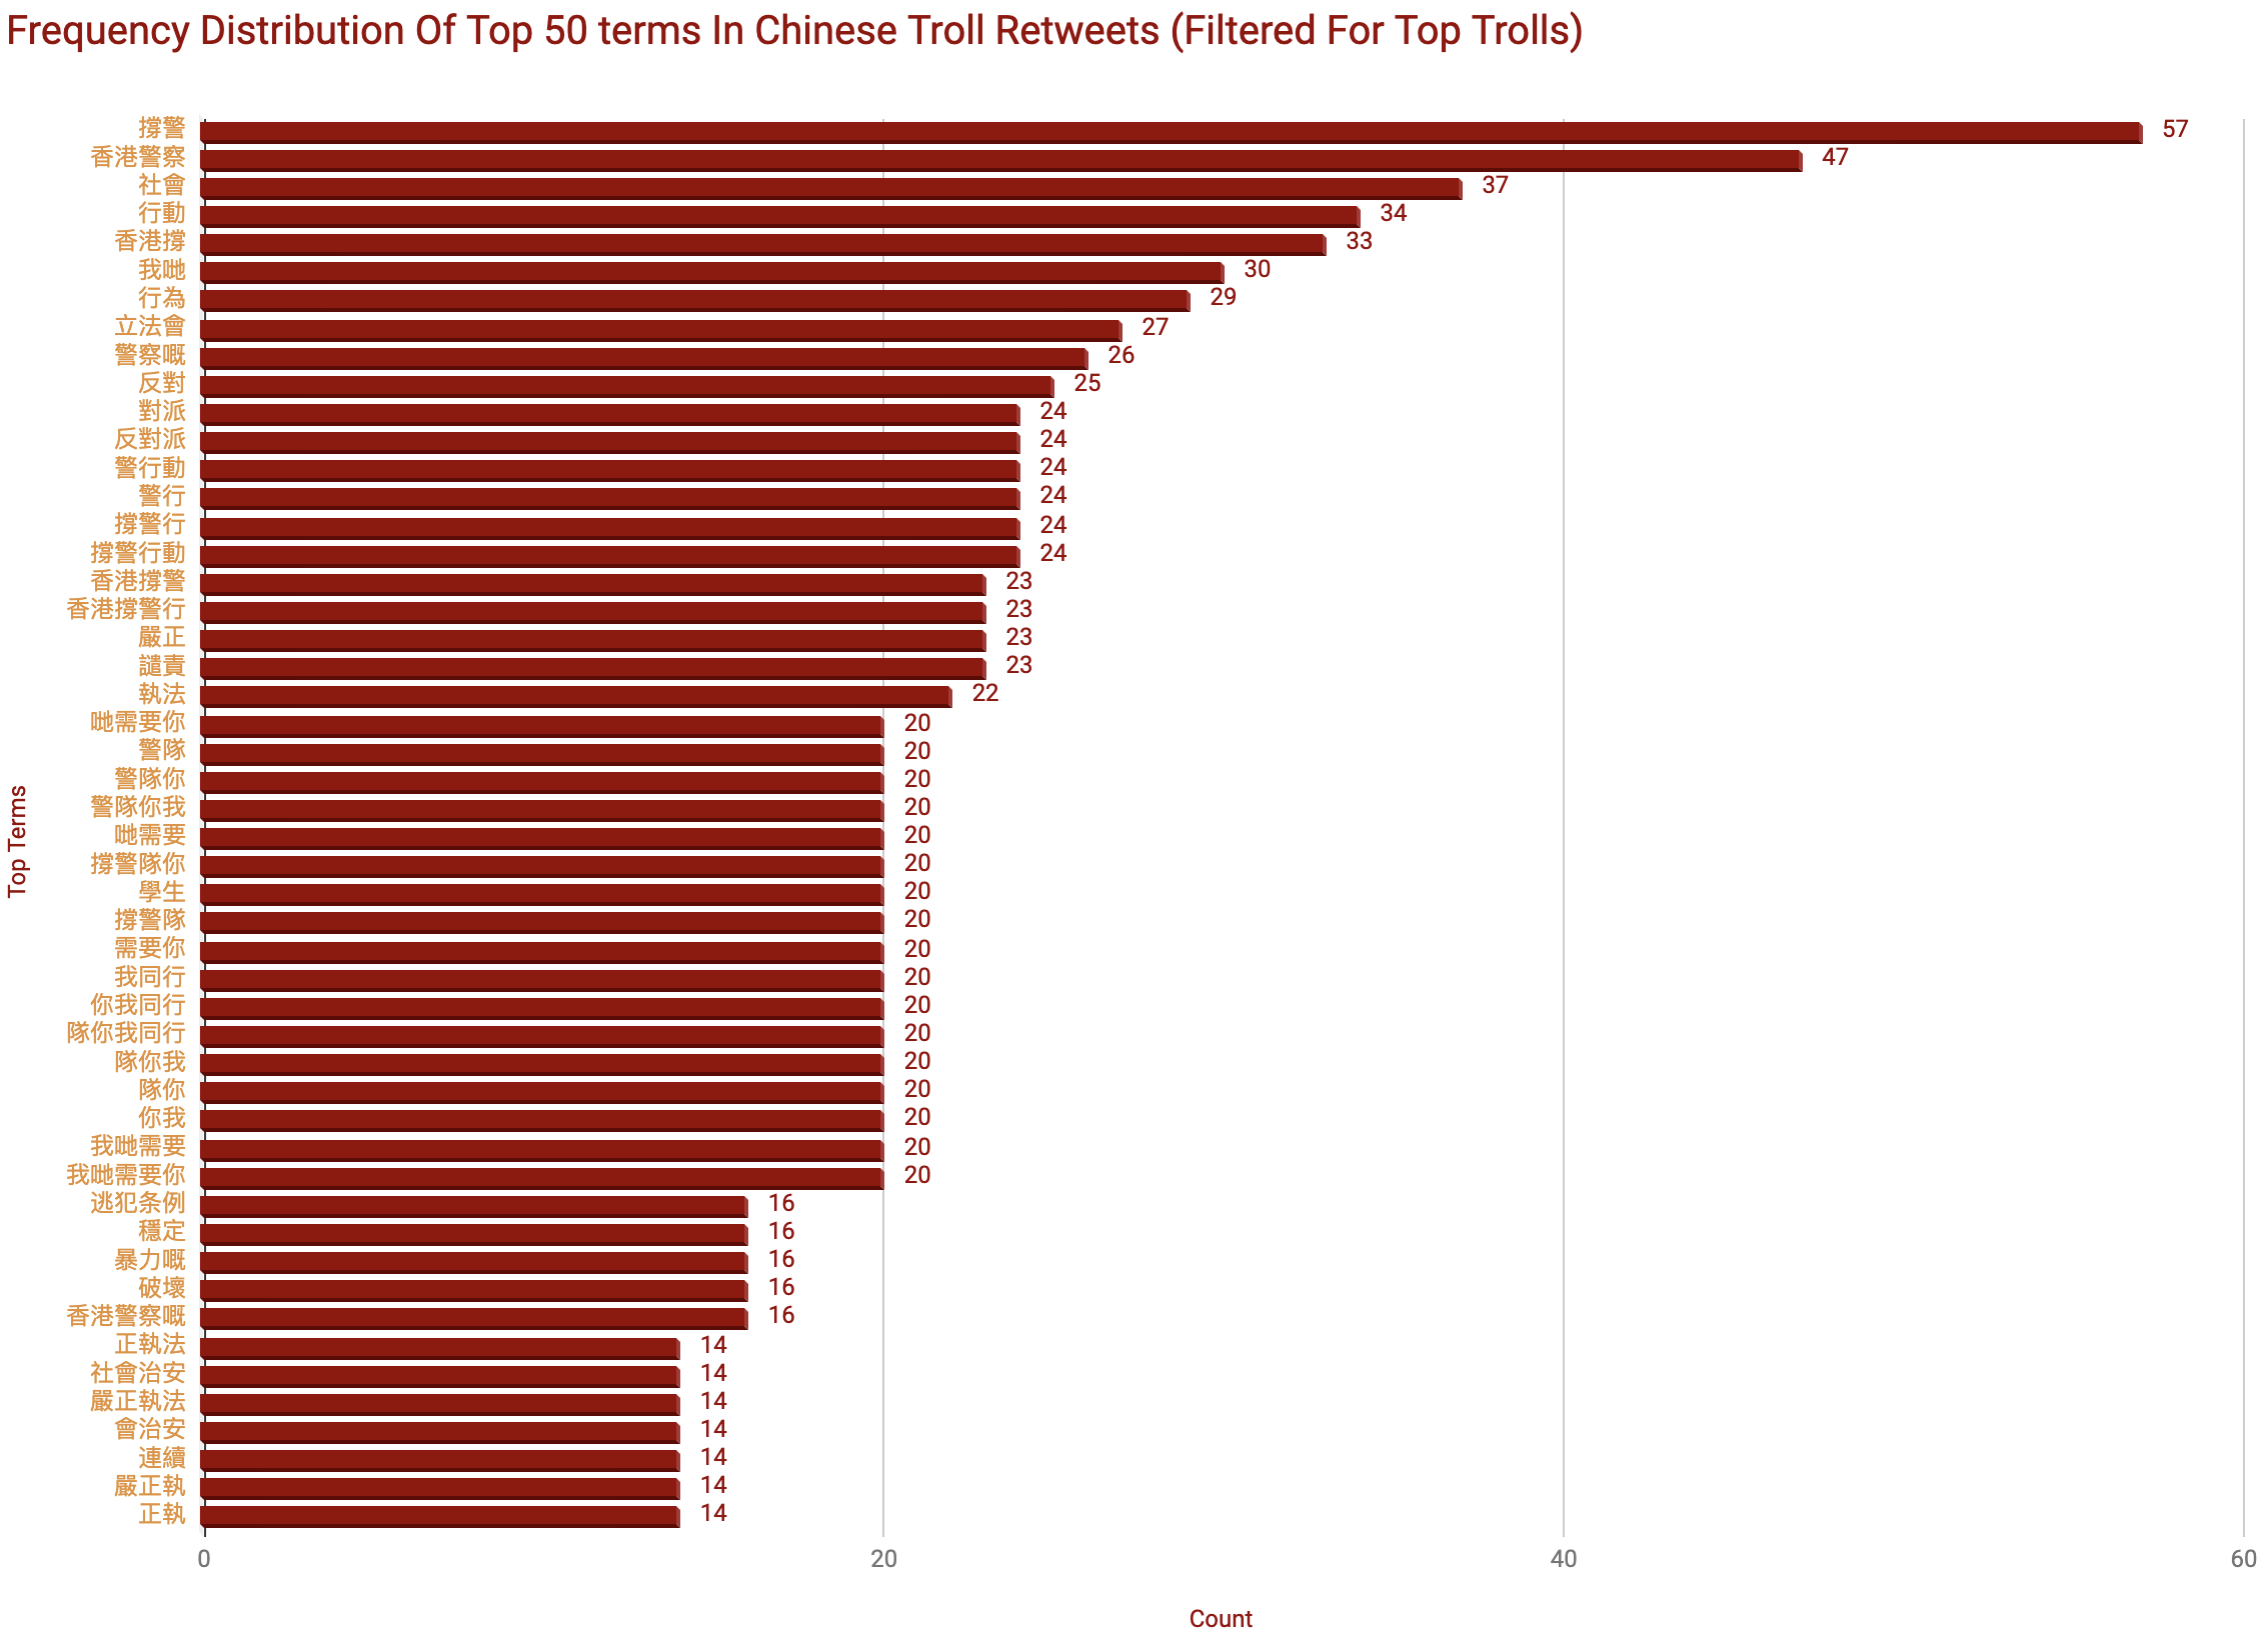 Frequency Distribution Of Top 50 terms In Chinese Troll Retweets (Filtered For Top Trolls)
撐警 57
香港警察 47
社會 37
行動 34
香港撐 33
我哋 30
行為 29
立法會 27
警察嘅 26
反對 25
對派 24
反對派 24
警行動 24
警行 24
撐警行 24
撐警行動 24
香港撐警 23
香港撐警行 23
嚴正 23
譴責 23
執法 22
哋需要你 20
警隊 20
警隊你 20
警隊你我 20
哋需要 20
撐警隊你 20
學生 20
撐警隊 20
需要你 20
我同行 20
你我同行 20
隊你我同行 20
隊你我 20
隊你 20
你我 20
我哋需要 20
我哋需要你 20
逃犯条例 16
穩定 16
暴力嘅 16
破壞 16
香港警察嘅 16
正執法 14
社會治安 14
嚴正執法 14
會治安 14
連續 14
嚴正執 14
正執 14
Top Terms
0 20 40 60
Count